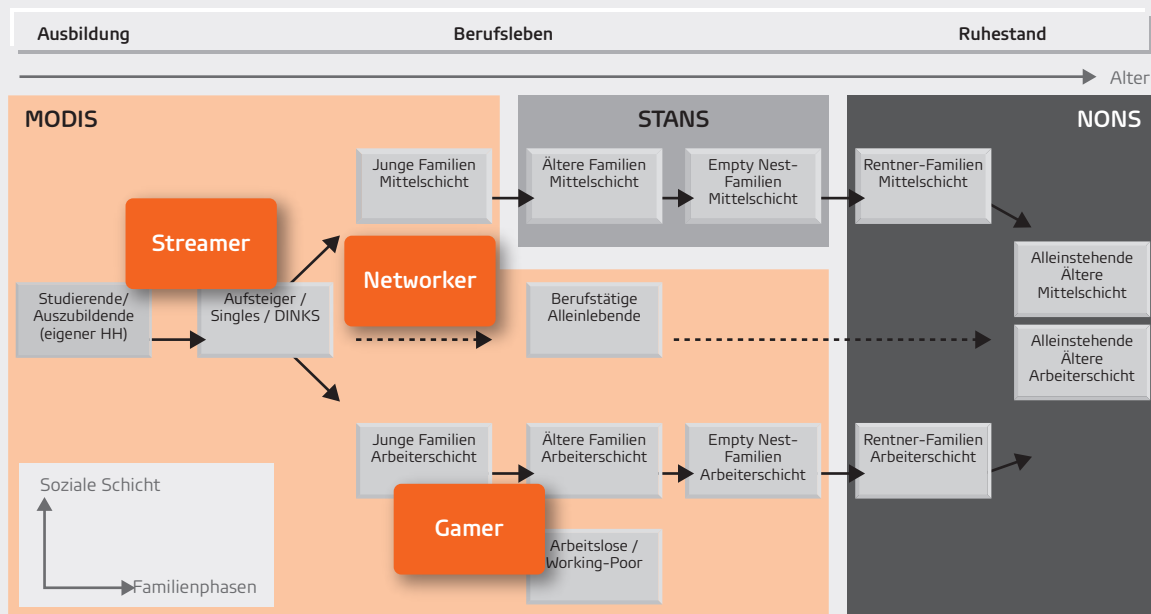 Ausbildung
Berufsleben
Ruhestand
Alter
MODIS
STANS
NONS
Junge Familien
Mittelschicht
Ältere Familien
Mittelschicht
Empty Nest-
Familien
Mittelschicht
Rentner-Familien
Mittelschicht
Streamer
Networker
Studierende/
Auszubildende
(eigener HH)
Aufsteiger /
Singles / DINKS
Berufstätige
Alleinlebende
Alleinstehende
Ältere
Mittelschicht
Alleinstehende
Ältere
Arbeiterschicht
Junge Familien
Arbeiterschicht
Ältere Familien
Arbeiterschicht
Empty Nest-
Familien
Arbeiterschicht
Rentner-Familien
Arbeiterschicht
Gamer
Arbeitslose /
Working-Poor
Soziale Schicht
Familienphasen